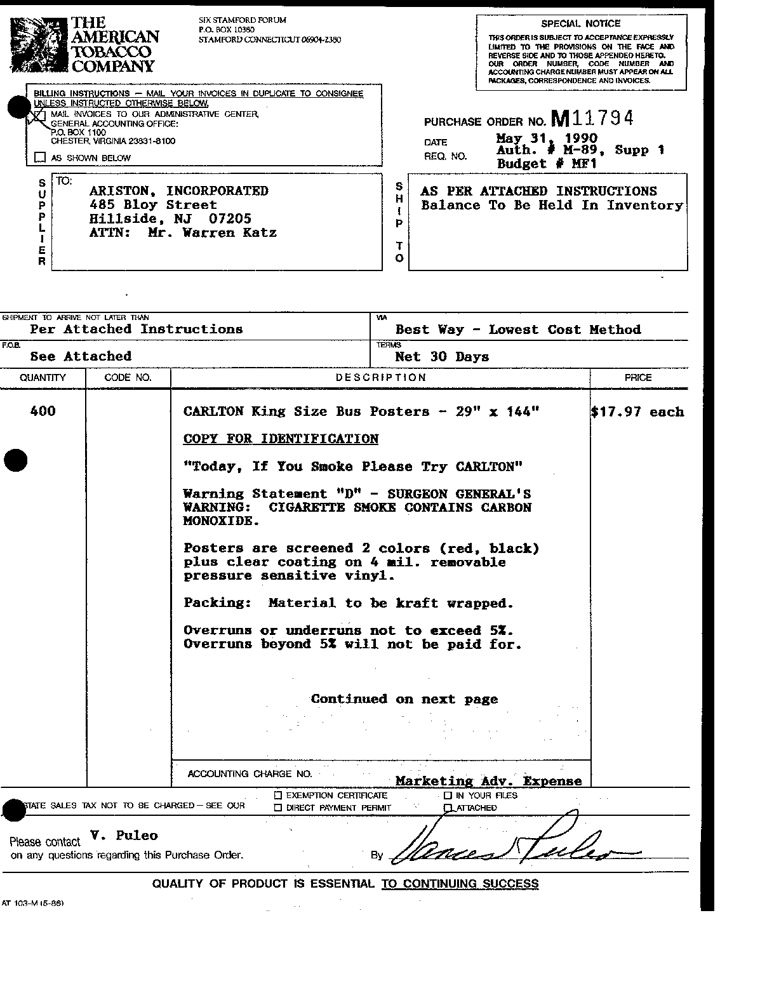 THE
AMERICAN
TOBACCO
COMPANY
SIX STAMFORD FORUM
P.O. BOX 10380
STAMFORD CONNECTICUT 06904-2380
SPECIAL NOTICE
THIS ORDER IS SUBJECT TO ACCEPTANCE EXPRESSLY
LIMITED TO THE PROVISIONS ON THE FACE AND
REVERSE SIDE AND TO THOSE APPENDED HERETO.
OUR ORDER NUMBER, CODE NUMBER AND
ACCOUNTING CHARGE NUMBER MUST APPEAR ON ALL
PACKAGES, CORRESPONDENCE AND INVOICES.
BILLING INSTRUCTIONS — MAIL YOUR INVOICES IN DUPLICATE TO CONSIGNEE
UNLESS INSTRUCTED OTHERWISE BELOW.
MAIL INVOICES TO OUR ADMINISTRATIVE CENTER,
GENERAL ACCOUNTING OFFICE:
P.O. BOX 1100
CHESTER, VIRGINIA 23831-8100
AS SHOWN BELOW
PURCHASE ORDER NO. M11794
DATE May 31, 1990
REQ. NO. Auth. # M-89, Supp 1
Budget # MF1
SUPPLIER
TO:
ARISTON, INCORPORATED
485 Bloy Street
Hillside, NJ 07205
ATTN: Mr. Warren Katz
SHIP TO
AS PER ATTACHED INSTRUCTIONS
Balance To Be Held In Inventory
SHIPMENT TO ARRIVE NOT LATER THAN
Per Attached Instructions
VIA
Best Way - Lowest Cost Method
F.O.B.
See Attached
TERMS
Net 30 Days
QUANTITY CODE NO. DESCRIPTION PRICE
400 CARLTON King Size Bus Posters - 29" x 144" $17.97 each
COPY FOR IDENTIFICATION
"Today, If You Smoke Please Try CARLTON"
Warning Statement "D" - SURGEON GENERAL'S
WARNING: CIGARETTE SMOKE CONTAINS CARBON
MONOXIDE.
Posters are screened 2 colors (red, black)
plus clear coating on 4 mil. removable
pressure sensitive vinyl.
Packing: Material to be kraft wrapped.
Overruns or underruns not to exceed 5%.
Overruns beyond 5% will not be paid for.
Continued on next page
ACCOUNTING CHARGE NO. Marketing Adv. Expense
STATE SALES TAX NOT TO BE CHARGED — SEE OUR
EXEMPTION CERTIFICATE
DIRECT PAYMENT PERMIT
IN YOUR FILES
ATTACHED
Please contact V. Puleo
on any questions regarding this Purchase Order.
By Vances Puleo
QUALITY OF PRODUCT IS ESSENTIAL TO CONTINUING SUCCESS
AT 103-M (5-86)